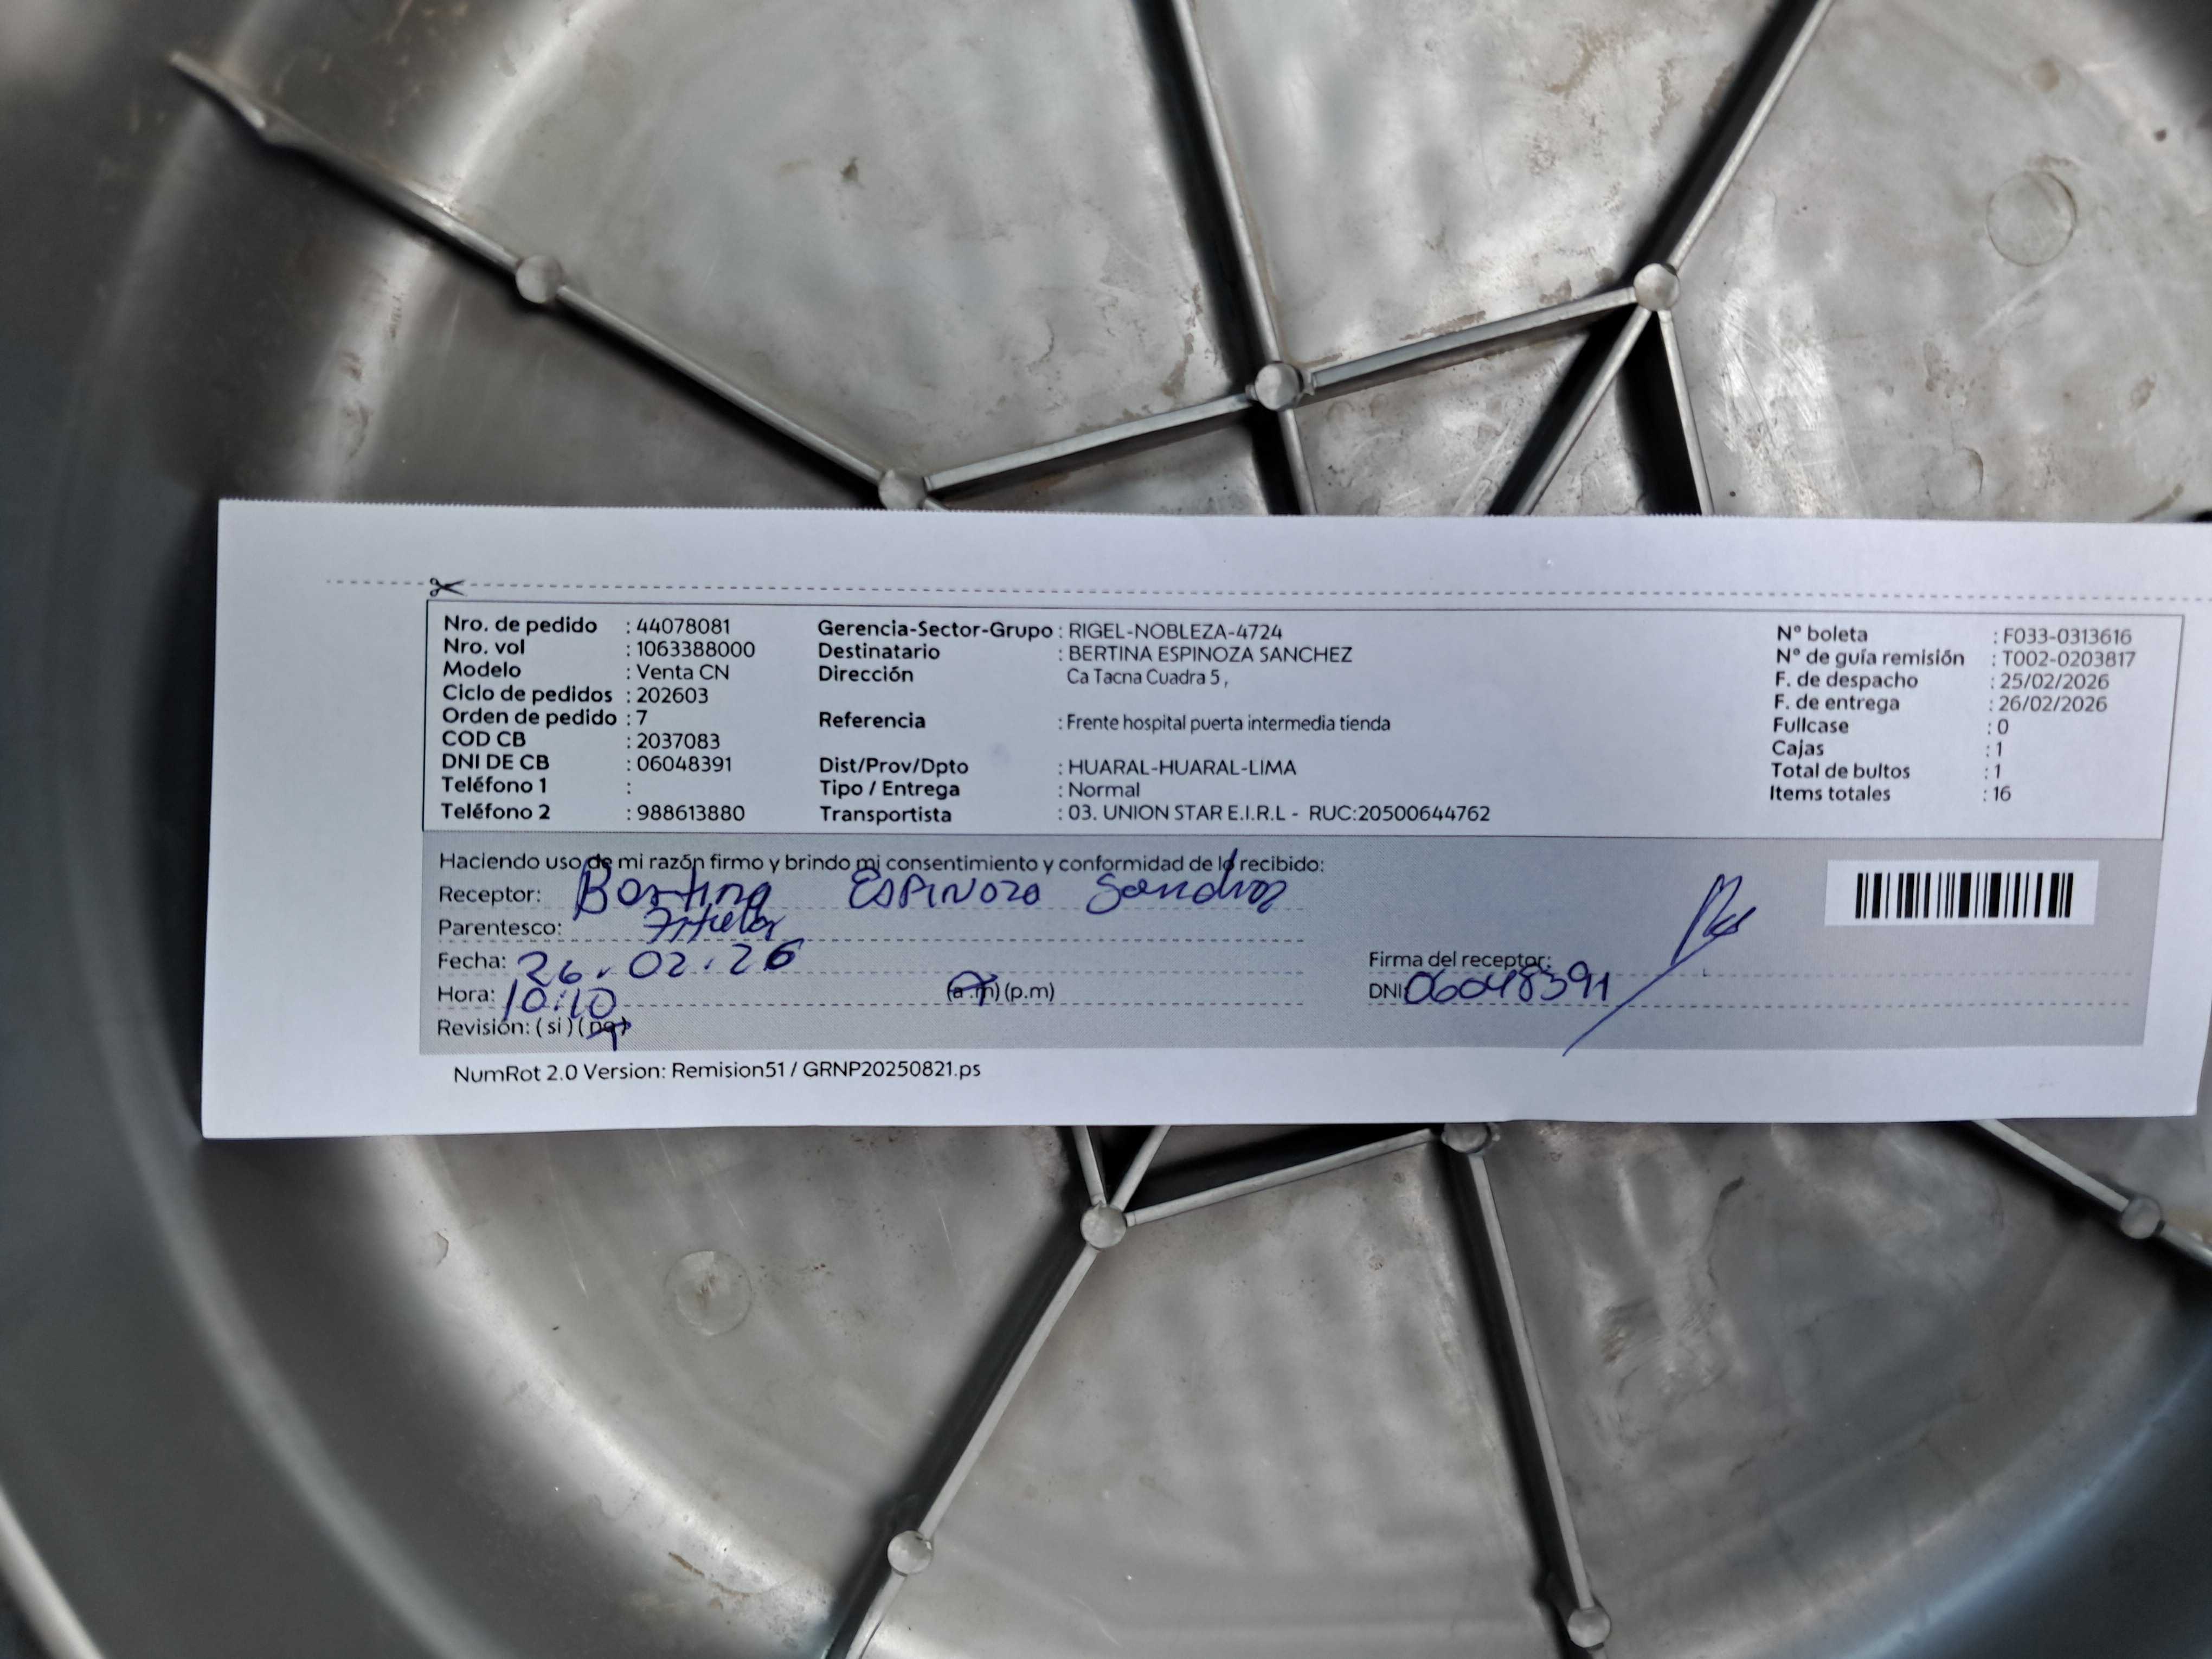 Nro. de pedido : 44078081
Nro. vol : 1063388000
Modelo : Venta CN
Ciclo de pedidos : 202603
Orden de pedido : 7
COD CB : 2037083
DNI DE CB : 06048391
Teléfono 1 :
Teléfono 2 : 988613880
Gerencia-Sector-Grupo : RIGEL-NOBLEZA-4724
Destinatario : BERTINA ESPINOZA SANCHEZ
Dirección Ca Tacna Cuadra 5 ,
Referencia : Frente hospital puerta intermedia tienda
Dist/Prov/Dpto : HUARAL-HUARAL-LIMA
Tipo / Entrega : Normal
Transportista : 03. UNION STAR E.I.R.L - RUC:20500644762
N° boleta : F033-0313616
N° de guía remisión : T002-0203817
F. de despacho : 25/02/2026
F. de entrega : 26/02/2026
Fullcase : 0
Cajas : 1
Total de bultos : 1
Items totales : 16
Haciendo uso de mi razón firmo y brindo mi consentimiento y conformidad de lo recibido:
Receptor: Bertina ESPINOZA
Parentesco: Titular
Fecha: 26.02.26
Hora: 10:10 (a.m) (p.m)
Revisión: ( si ) ( no )
Firma del receptor:
DNI: 06048391
NumRot 2.0 Version: Remision51 / GRNP20250821.ps